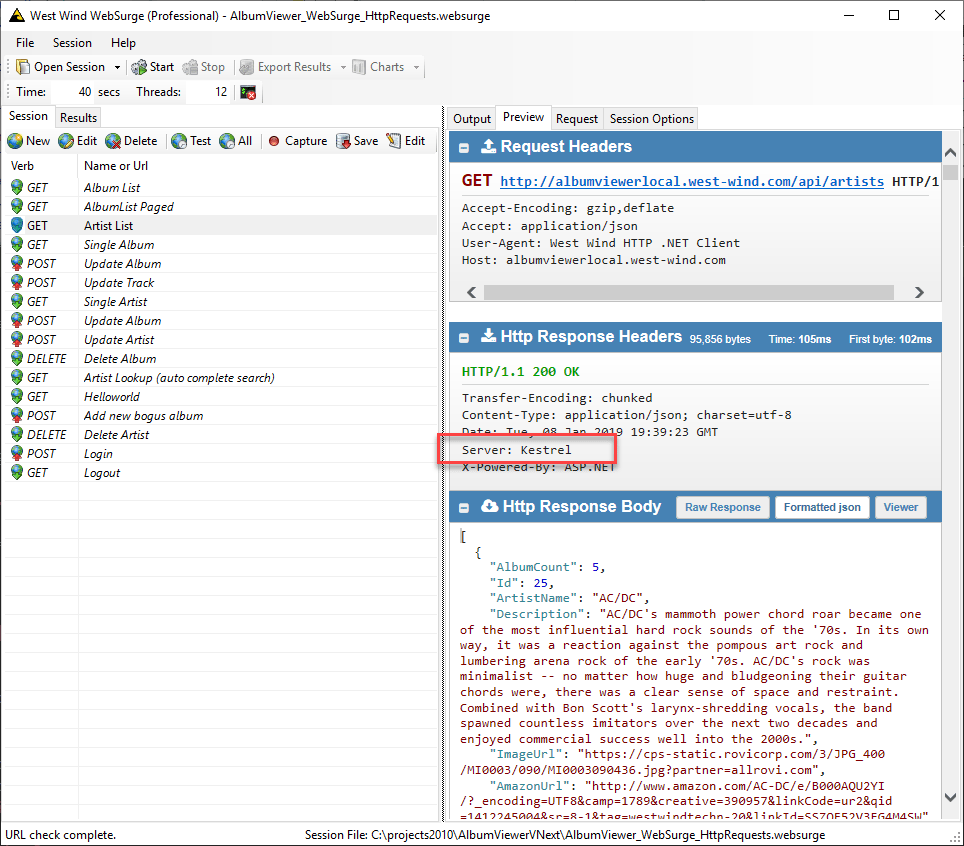 West Wind WebSurge (Professional) - AlbumViewer_WebSurge_HttpRequests.websurge
File Session Help
Open Session Start Stop Export Results Charts
Time: 40 secs Threads: 12
Session Results
New Edit Delete Test All Capture Save Edit
Verb Name or Url
GET Album List
GET AlbumList Paged
GET Artist List
GET Single Album
POST Update Album
POST Update Track
GET Single Artist
POST Update Album
POST Update Artist
DELETE Delete Album
GET Artist Lookup (auto complete search)
GET Helloworld
POST Add new bogus album
DELETE Delete Artist
POST Login
GET Logout
Output Preview Request Session Options
Request Headers
GET http://albumviewerlocal.west-wind.com/api/artists HTTP/1
Accept-Encoding: gzip,deflate
Accept: application/json
User-Agent: West Wind HTTP .NET Client
Host: albumviewerlocal.west-wind.com
Http Response Headers 95,856 bytes Time: 105ms First byte: 102ms
HTTP/1.1 200 OK
Transfer-Encoding: chunked
Content-Type: application/json; charset=utf-8
Date: Tue, 08 Jan 2019 19:39:23 GMT
Server: Kestrel
X-Powered-By: ASP.NET
Http Response Body Raw Response Formatted json Viewer
[
{
"AlbumCount": 5,
"Id": 25,
"ArtistName": "AC/DC",
"Description": "AC/DC's mammoth power chord roar became one
of the most influential hard rock sounds of the '70s. In its own
way, it was a reaction against the pompous art rock and
lumbering arena rock of the early '70s. AC/DC's rock was
minimalist -- no matter how huge and bludgeoning their guitar
chords were, there was a clear sense of space and restraint.
Combined with Bon Scott's larynx-shredding vocals, the band
spawned countless imitators over the next two decades and
enjoyed commercial success well into the 2000s.",
"ImageUrl": "https://cps-static.rovicorp.com/3/JPG_400
/MI0003/090/MI0003090436.jpg?partner=allrovi.com",
"AmazonUrl": "http://www.amazon.com/AC-DC/e/B000AQU2YI
/?_encoding=UTF8&camp=1789&creative=390957&linkCode=ur2&qid
=1412245004&sr=8-1&tag=westwindtechn-20&linkId=SSZOE52V3EG4M4SW"
URL check complete. Session File: C:\projects2010\AlbumViewerVNext\AlbumViewer_WebSurge_HttpRequests.websurge